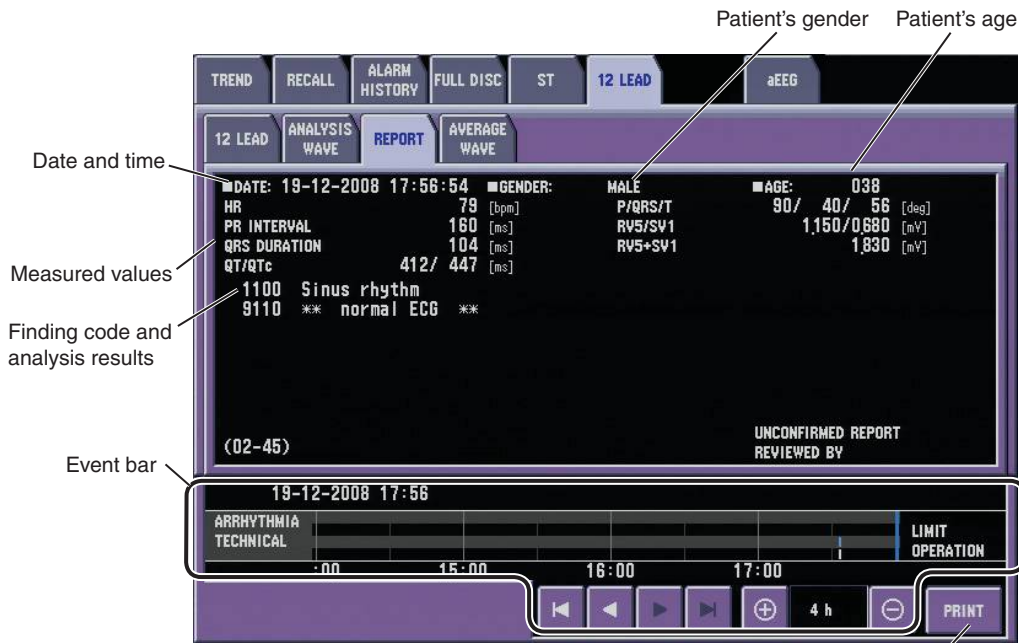 Patient's gender Patient's age
TREND RECALL ALARM HISTORY FULL DISC ST 12 LEAD aEEG
12 LEAD ANALYSIS WAVE REPORT AVERAGE WAVE
Date and time
■DATE: 19-12-2008 17:56:54 ■GENDER: MALE ■AGE: 038
HR 79 [bpm] P/QRS/T 90/ 40/ 56 [deg]
PR INTERVAL 160 [ms] RV5/SV1 1.150/0.680 [mV]
QRS DURATION 104 [ms] RV5+SV1 1.830 [mV]
Measured values
QT/QTc 412/ 447 [ms]
1100 Sinus rhythm
9110 ** normal ECG **
Finding code and
analysis results
UNCONFIRMED REPORT
(02-45) REVIEWED BY
Event bar
19-12-2008 17:56
ARRHYTHMIA
TECHNICAL
LIMIT
OPERATION
:00 15:00 16:00 17:00
4 h PRINT